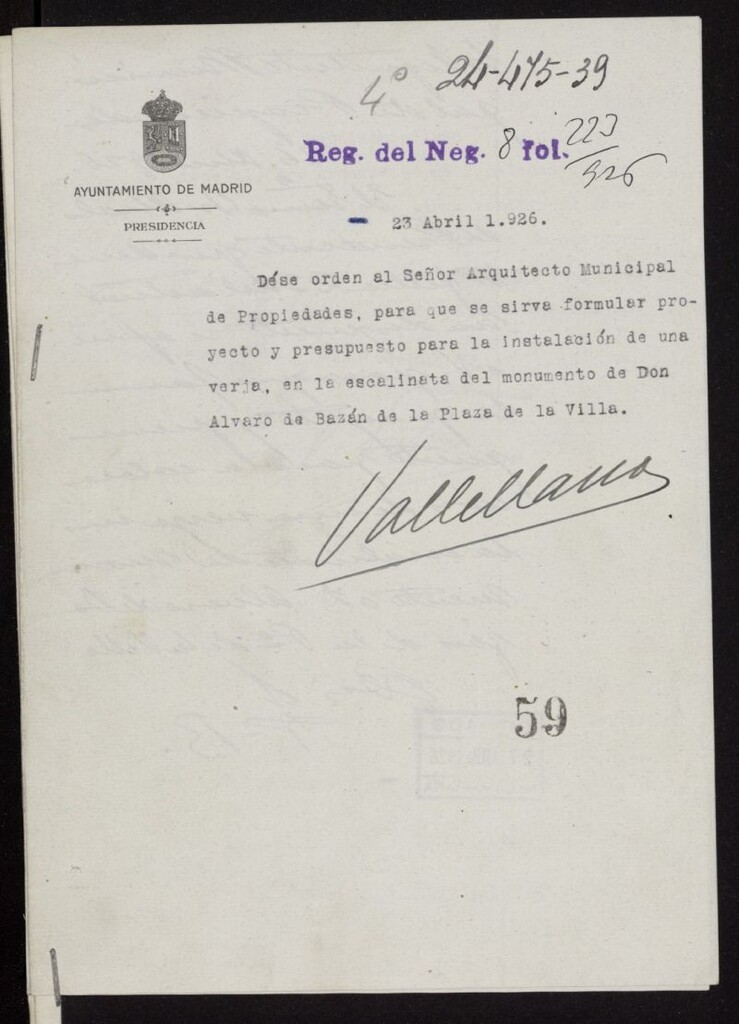 4º 24-475-39
Reg. del Neg. 8 fol. 223/926
AYUNTAMIENTO DE MADRID
PRESIDENCIA
- 23 Abril 1.926.
Dése orden al Señor Arquitecto Municipal
de Propiedades, para que se sirva formular pro-
yecto y presupuesto para la instalación de una
verja, en la escalinata del monumento de Don
Alvaro de Bazán de la Plaza de la Villa.
Vallellano
59